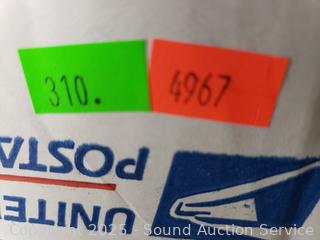 310.
4967
UNITE
POSTA
Copyright 2025 - Sound Auction Service